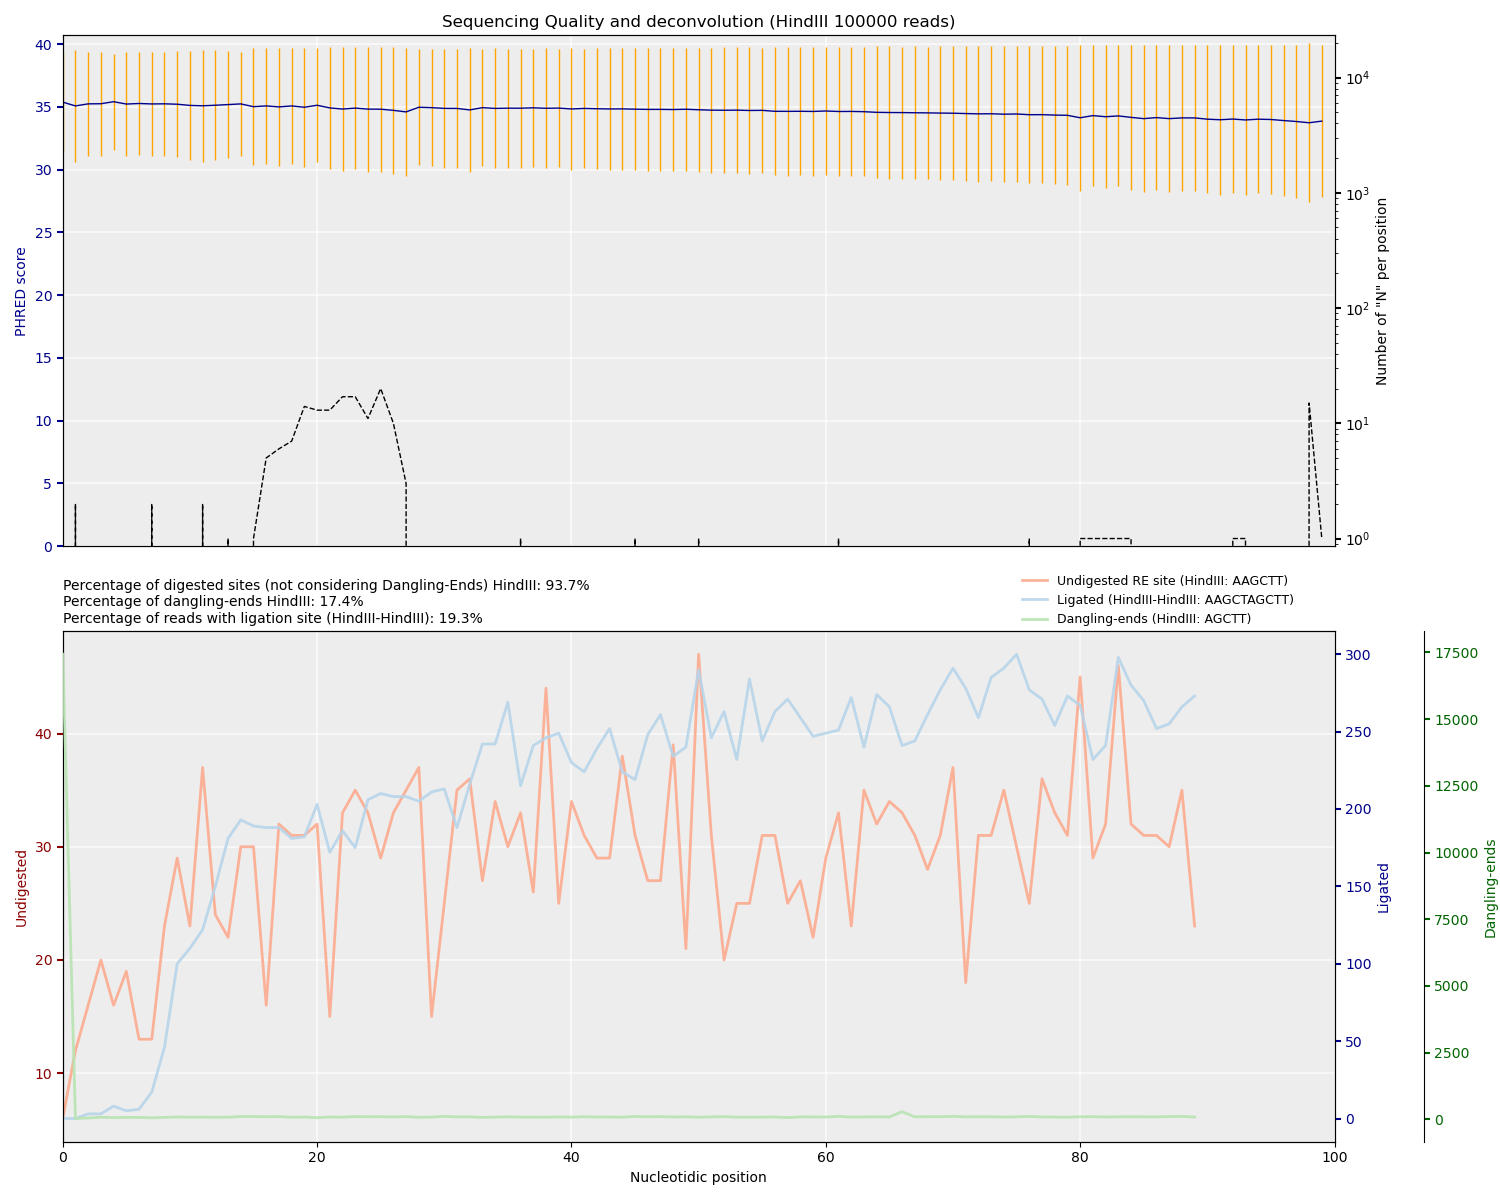 Sequencing Quality and deconvolution (HindIII 100000 reads)
40
35
30
25
20
15
10
5
0
PHRED score
10^4
10^3
10^2
10^1
10^0
Number of "N" per position
Percentage of digested sites (not considering Dangling-Ends) HindIII: 93.7%
Percentage of dangling-ends HindIII: 17.4%
Percentage of reads with ligation site (HindIII-HindIII): 19.3%
Undigested RE site (HindIII: AAGCTT)
Ligated (HindIII-HindIII: AAGCTAGCTT)
Dangling-ends (HindIII: AGCTT)
40
30
20
10
Undigested
300
250
200
150
100
50
0
Ligated
17500
15000
12500
10000
7500
5000
2500
0
Dangling-ends
0 20 40 60 80 100
Nucleotidic position